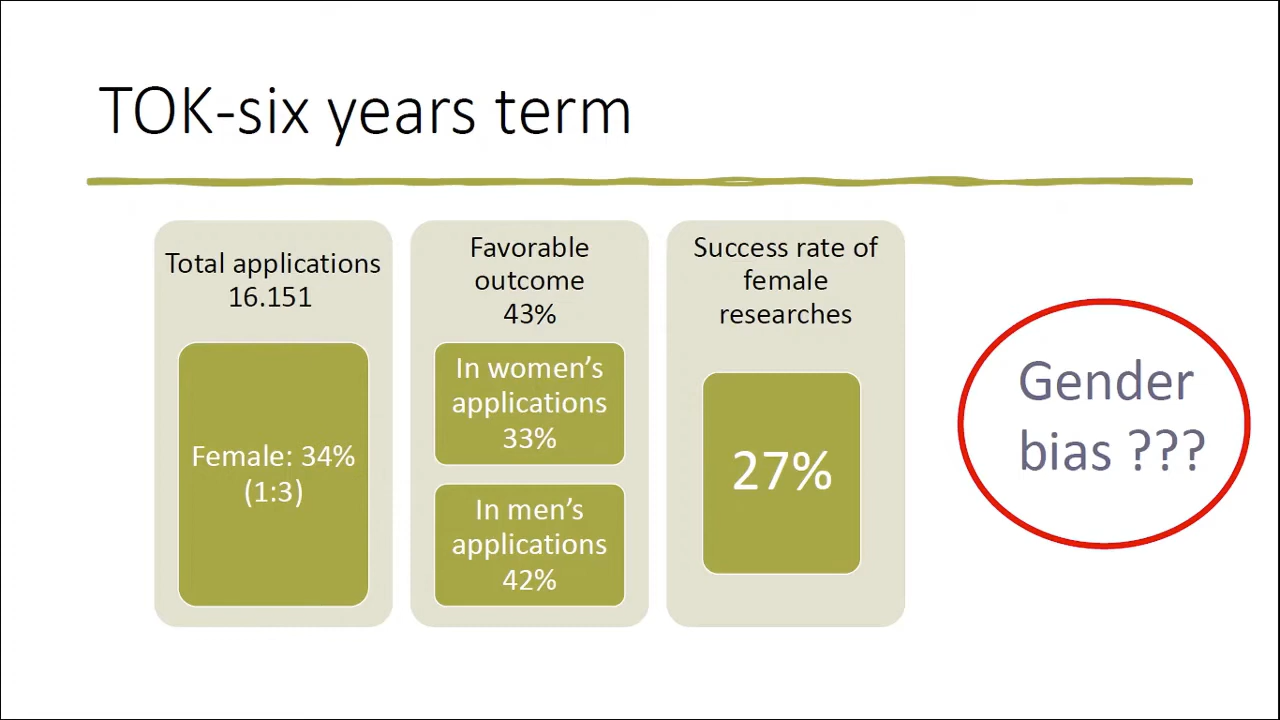 TOK-six years term
Total applications
16.151
Female: 34%
(1:3)
Favorable
outcome
43%
In women’s
applications
33%
In men’s
applications
42%
Success rate of
female
researches
27%
Gender
bias ???